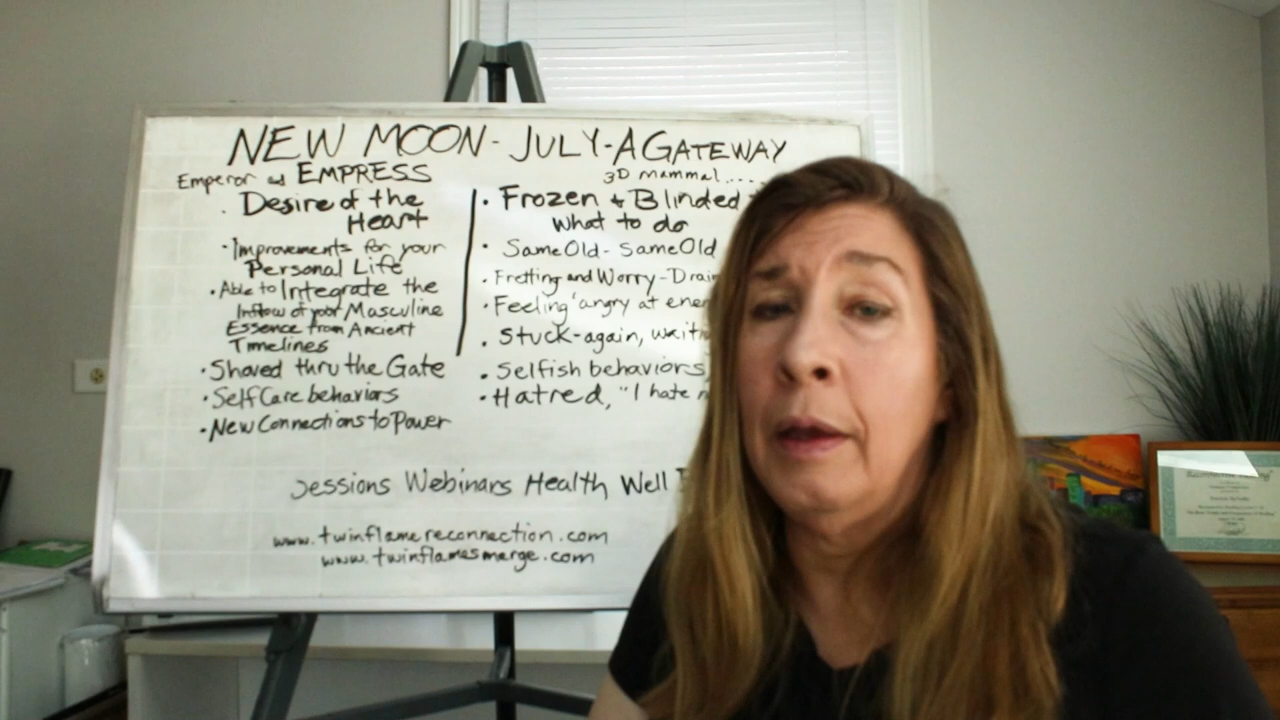 NEW MOON - JULY - A GATEWAY
Emperor and EMPRESS
Desire of the
Heart
• Improvements for your
Personal Life
• Able to Integrate the
Inflow of your Masculine
Essence from Ancient
Timelines
• Shoved thru the Gate
• Self Care behaviors
• New Connections to Power
3D mammal....
• Frozen & Blinded
what to do
• Same Old - Same Old
• Fretting and Worry - Drain
• Feeling angry at
• Stuck - again,
• Selfish behaviors,
• Hatred, "I hate
Sessions Webinars Health Well
www.twinflamereconnection.com
www.twinflamesmerge.com